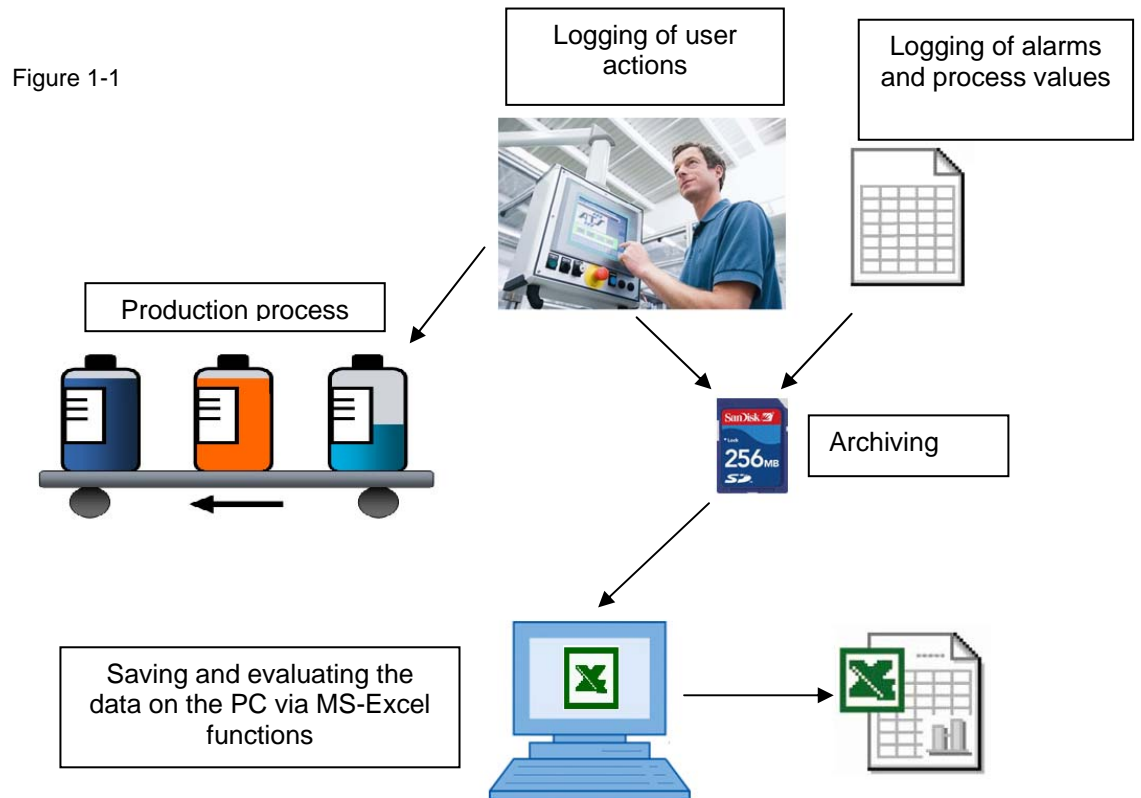 Figure 1-1
Logging of user
actions
Logging of alarms
and process values
Production process
SanDisk
Lock
256MB
SD
Archiving
Saving and evaluating the
data on the PC via MS-Excel
functions